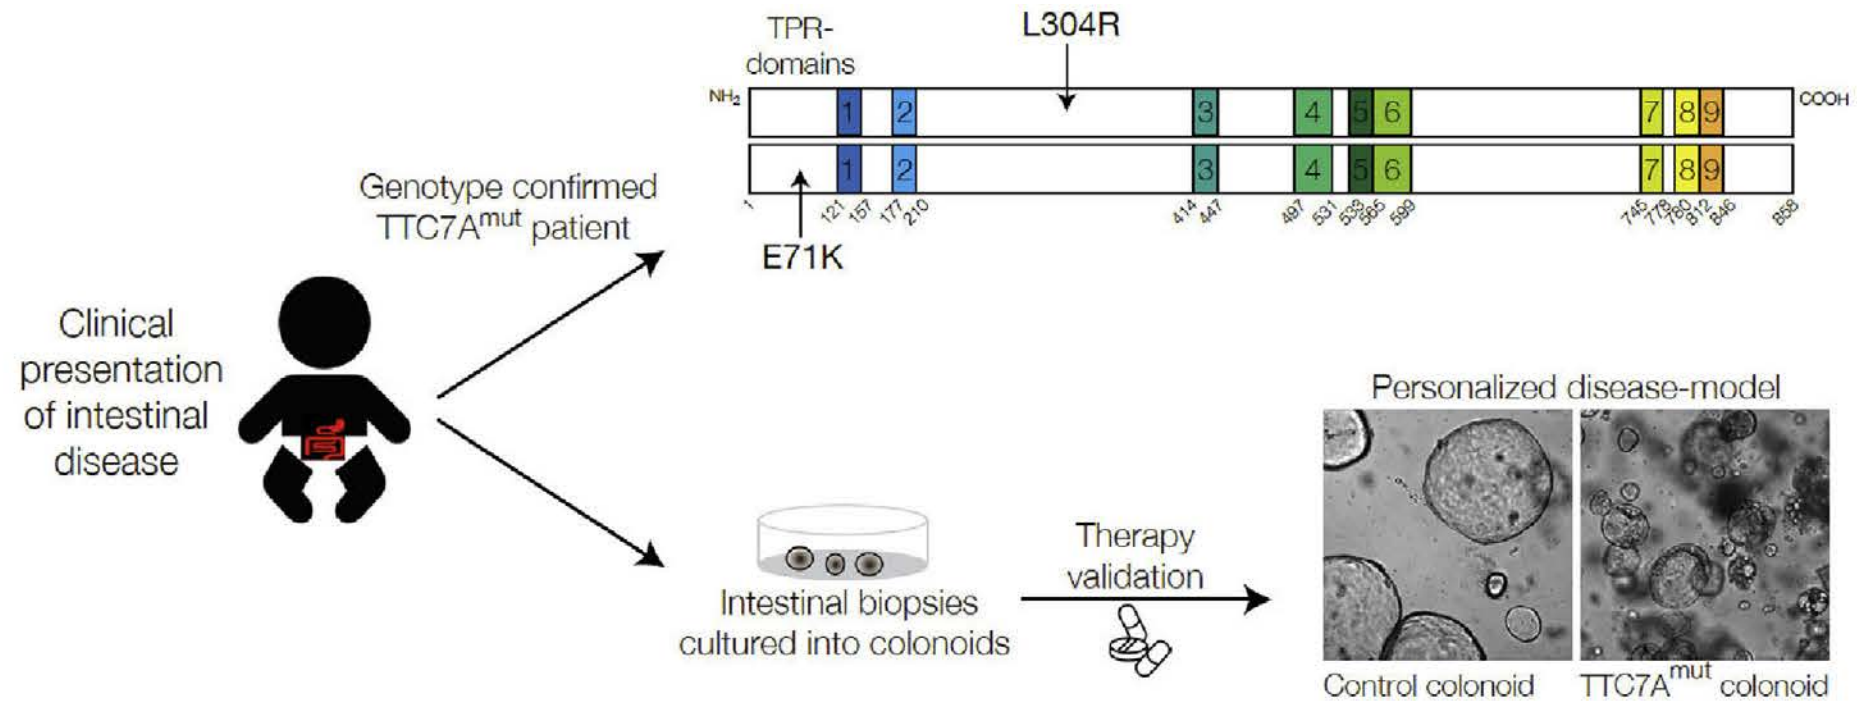 TPR-
domains
L304R
NH2
1 2 3 4 5 6 7 8 9
COOH
1 2 3 4 5 6 7 8 9
1 121 157 177 210 414 447 497 531 533 565 599 745 778 780 812 846 858
E71K
Genotype confirmed
TTC7Amut patient
Clinical
presentation
of intestinal
disease
Intestinal biopsies
cultured into colonoids
Therapy
validation
Personalized disease-model
Control colonoid
TTC7Amut colonoid